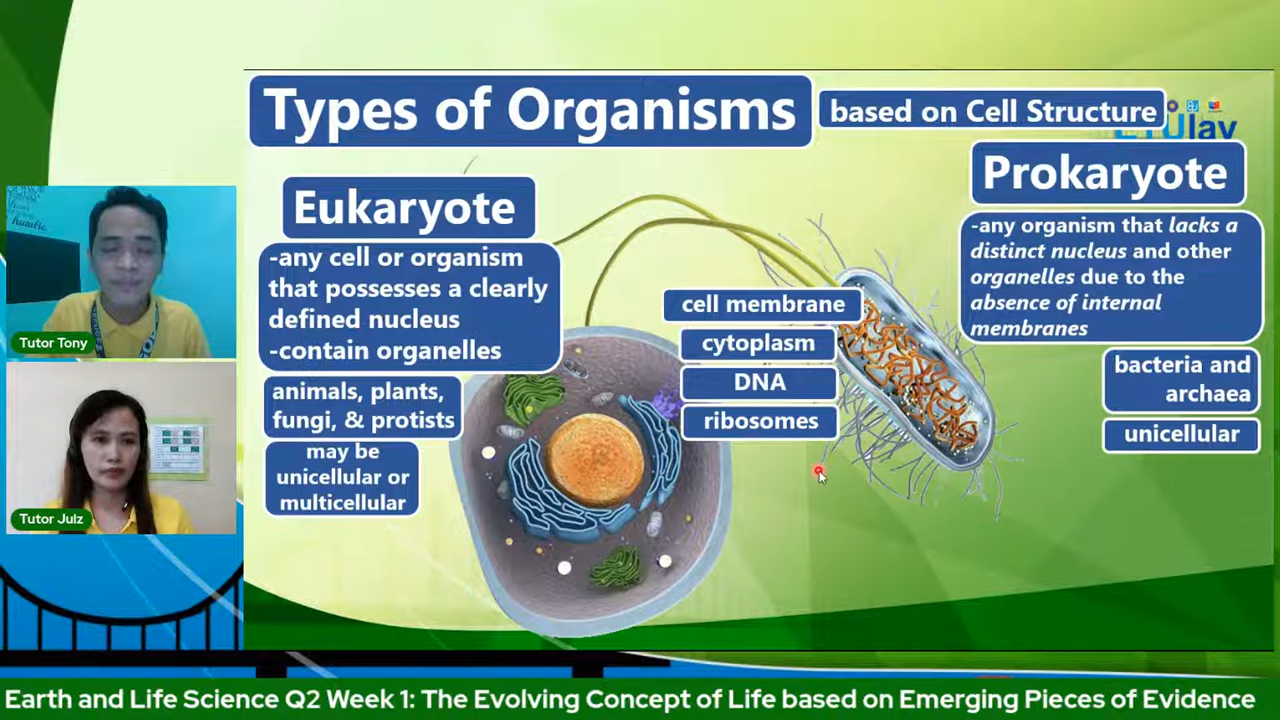 Types of Organisms
based on Cell Structure
Eukaryote
-any cell or organism
that possesses a clearly
defined nucleus
-contain organelles
animals, plants,
fungi, & protists
may be
unicellular or
multicellular
cell membrane
cytoplasm
DNA
ribosomes
Prokaryote
-any organism that lacks a
distinct nucleus and other
organelles due to the
absence of internal
membranes
bacteria and
archaea
unicellular
humble.
Tutor Tony
Tutor Julz
Earth and Life Science Q2 Week 1: The Evolving Concept of Life based on Emerging Pieces of Evidence